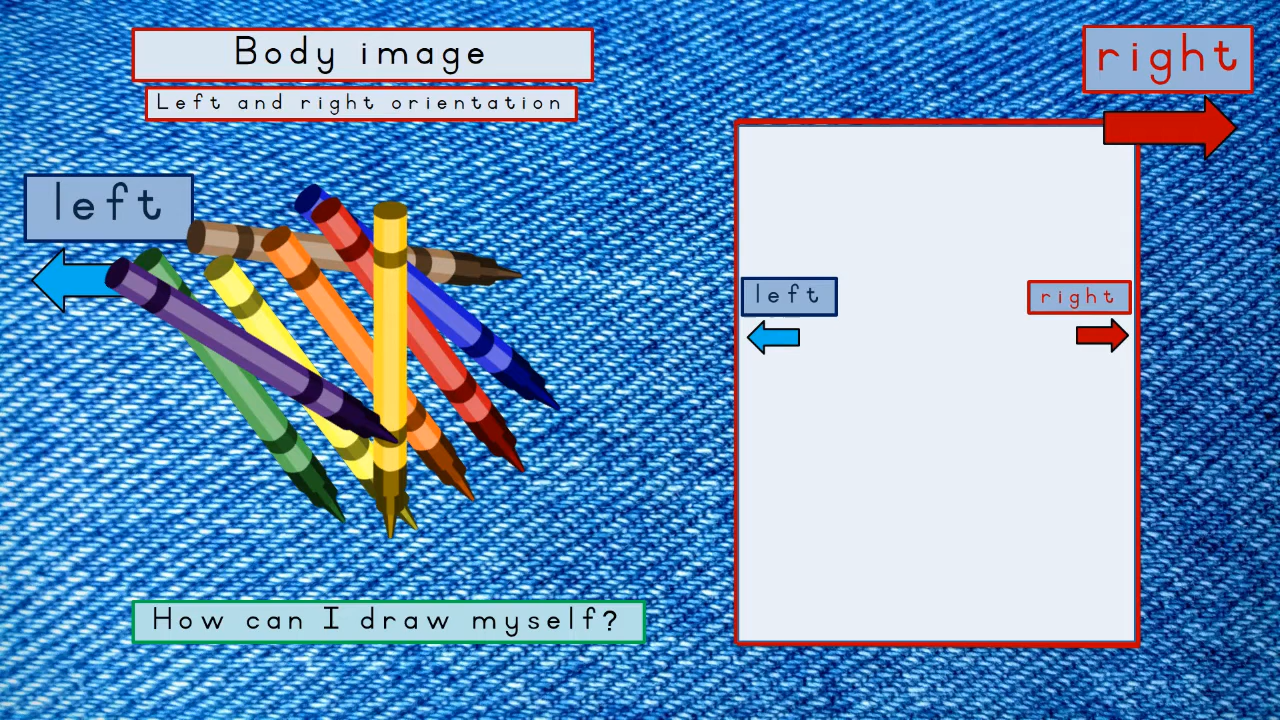 Body image
Left and right orientation
right
left
left
right
How can I draw myself?